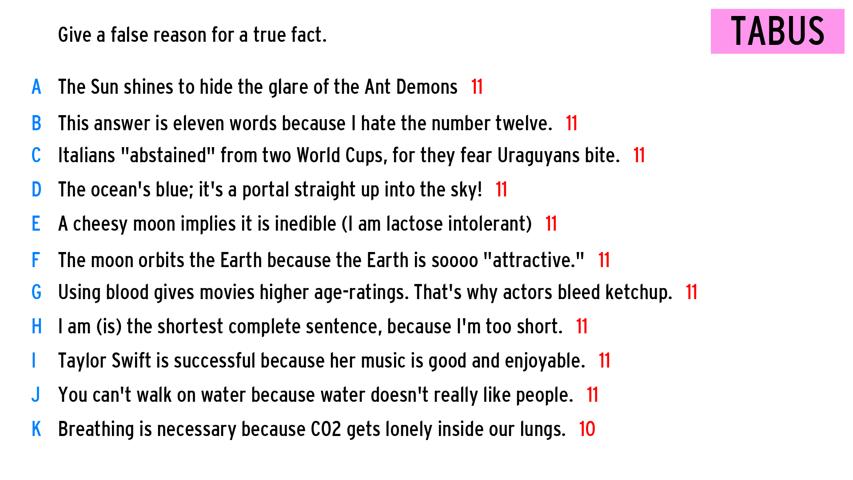 Give a false reason for a true fact.
TABUS
A The Sun shines to hide the glare of the Ant Demons 11
B This answer is eleven words because I hate the number twelve. 11
C Italians "abstained" from two World Cups, for they fear Uraguyans bite. 11
D The ocean's blue; it's a portal straight up into the sky! 11
E A cheesy moon implies it is inedible (I am lactose intolerant) 11
F The moon orbits the Earth because the Earth is soooo "attractive." 11
G Using blood gives movies higher age-ratings. That's why actors bleed ketchup. 11
H I am (is) the shortest complete sentence, because I'm too short. 11
I Taylor Swift is successful because her music is good and enjoyable. 11
J You can't walk on water because water doesn't really like people. 11
K Breathing is necessary because CO2 gets lonely inside our lungs. 10